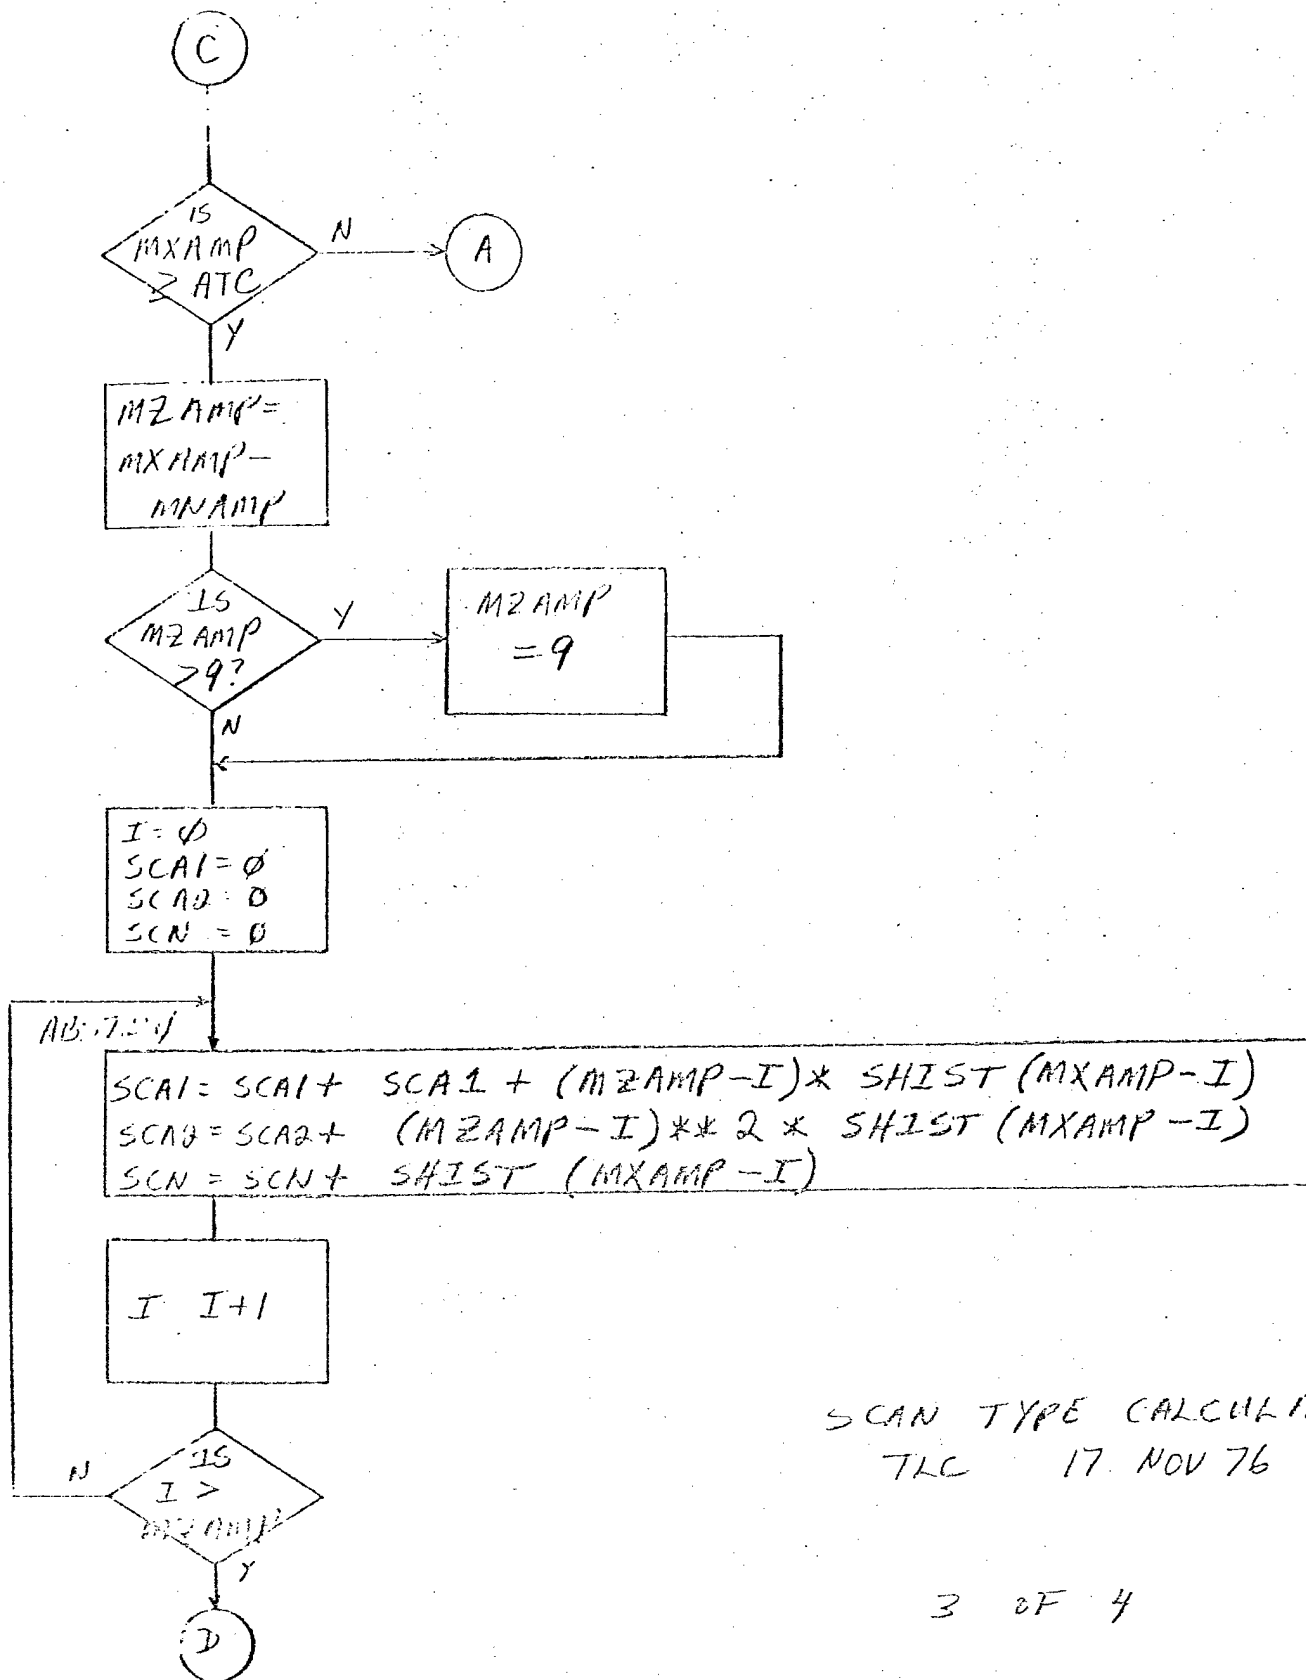 C
IS
MXAMP
≥ ATC
N
A
Y
MZAMP=
MXAMP-
MNAMP
IS
MZAMP
>9?
Y
MZAMP
=9
N
I=Ø
SCA1=Ø
SCA2=Ø
SCN =Ø
SCA1= SCA1+ SCA1 + (MZAMP-I)* SHIST (MXAMP-I)
SCA2= SCA2+ (MZAMP-I)**2 * SHIST (MXAMP-I)
SCN = SCN+ SHIST (MXAMP-I)
I I+1
IS
I >
MZAMP
N
Y
D
SCAN TYPE CALCULA
TLC 17 NOV 76
3 OF 4